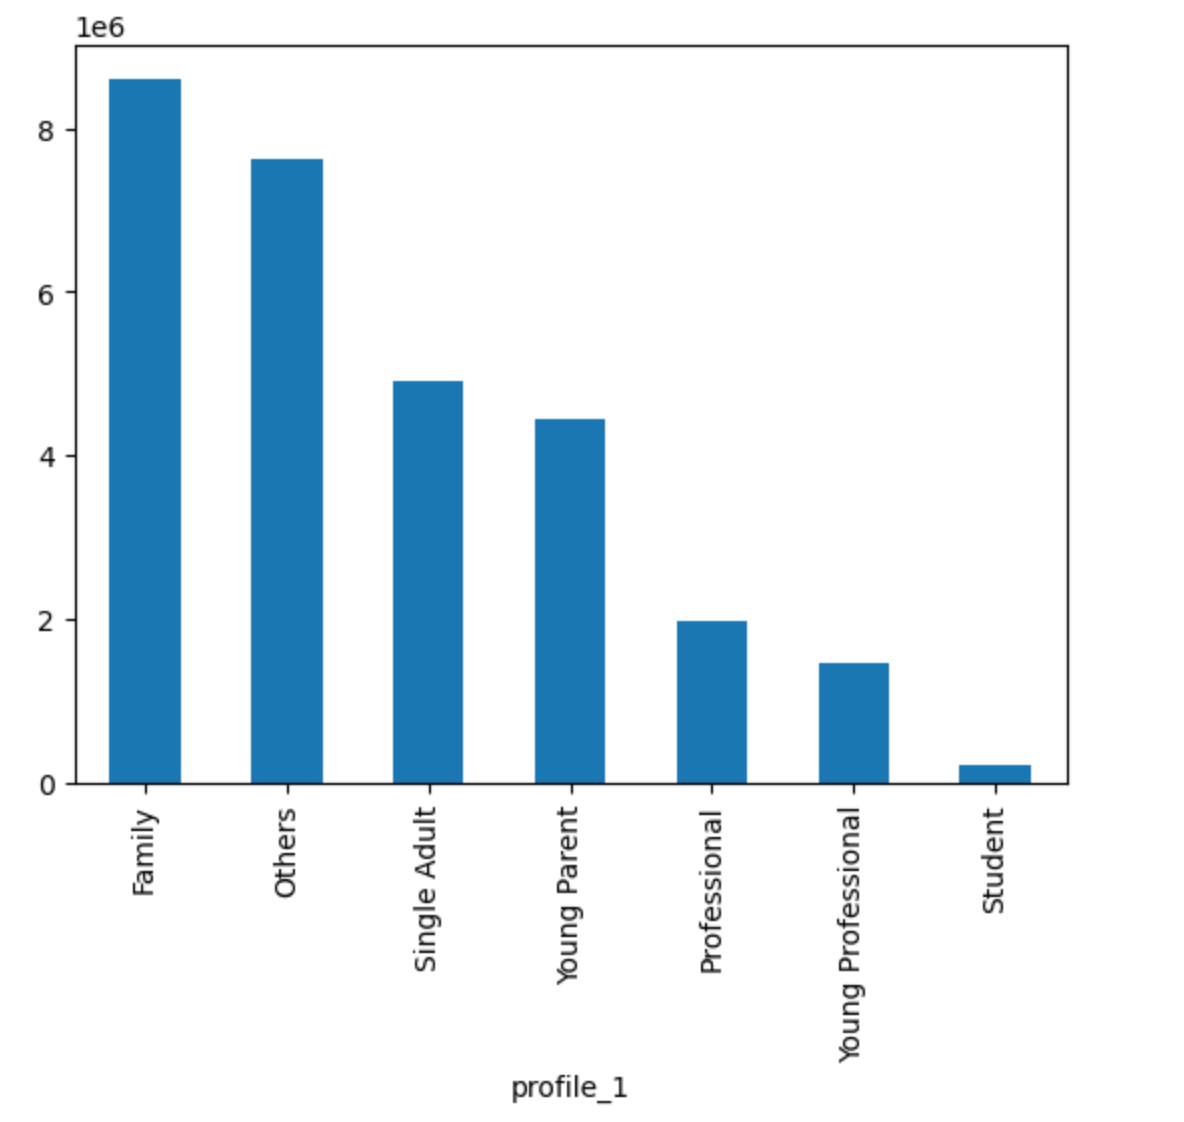 1e6
8
6
4
2
0
Family
Others
Single Adult
Young Parent
Professional
Young Professional
Student
profile_1